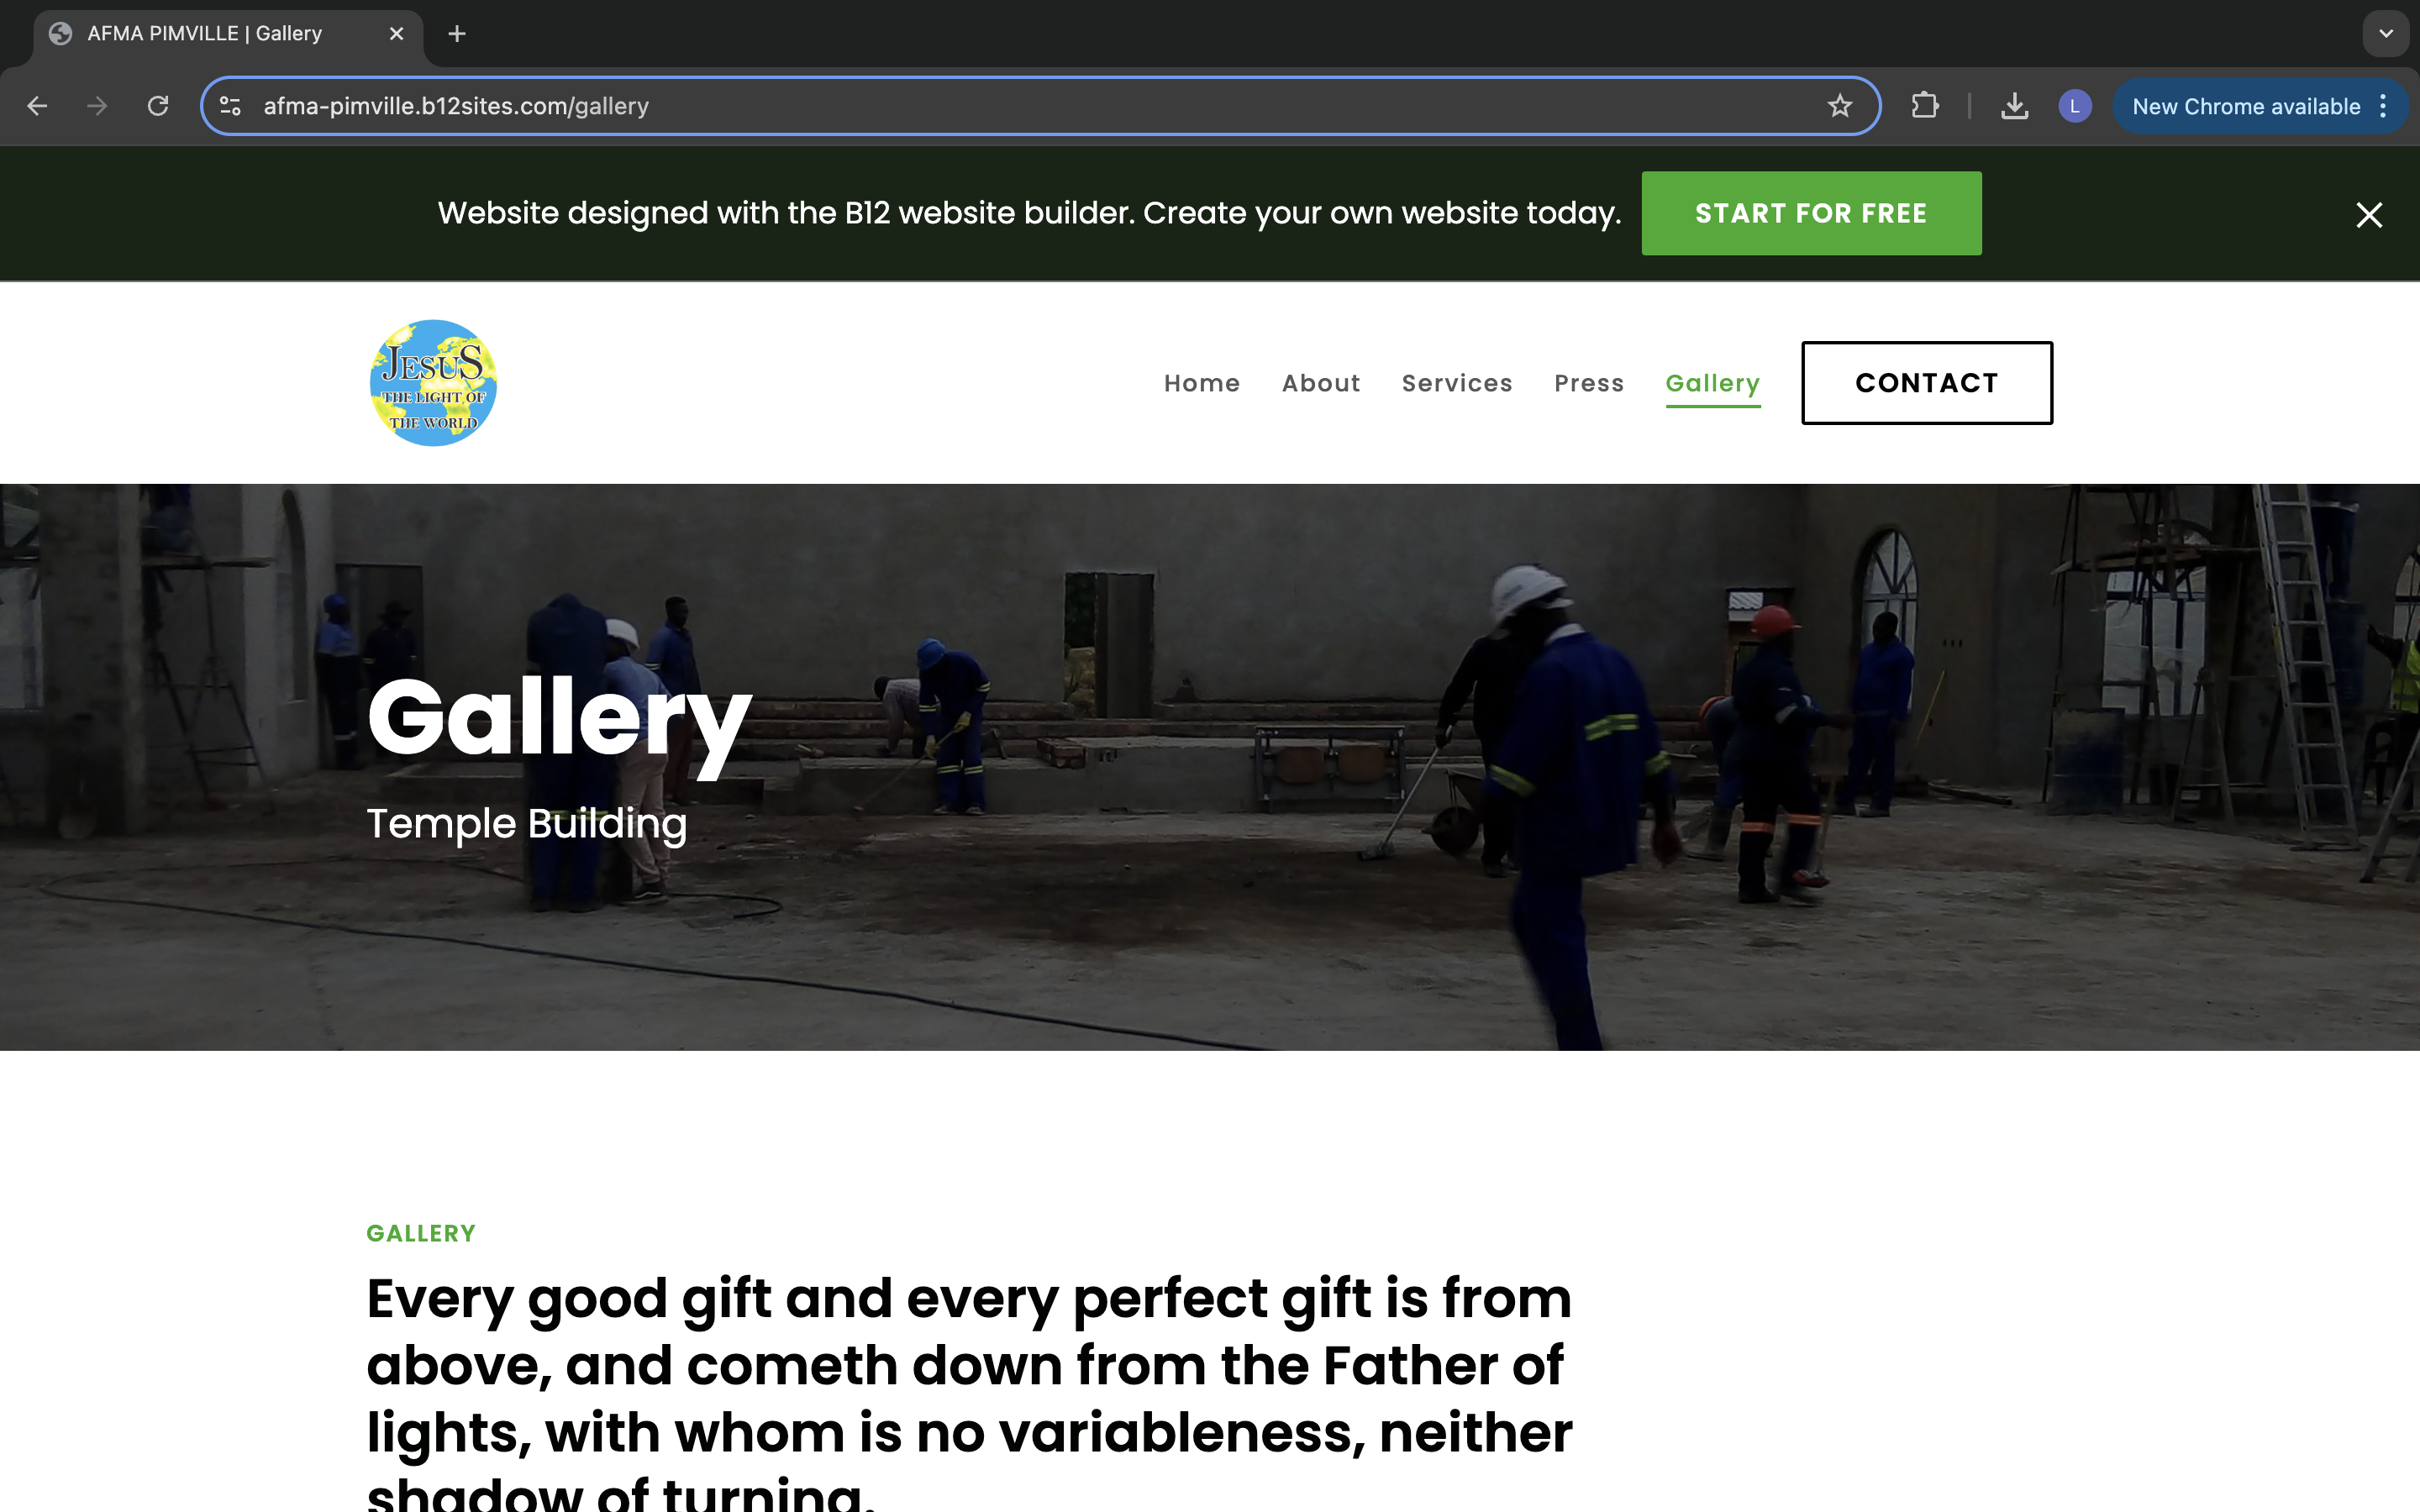 AFMA PIMVILLE | Gallery
afma-pimville.b12sites.com/gallery
L
New Chrome available
Website designed with the B12 website builder. Create your own website today.
START FOR FREE
JESUS
THE LIGHT OF
THE WORLD
Home
About
Services
Press
Gallery
CONTACT
Gallery
Temple Building
GALLERY
Every good gift and every perfect gift is from
above, and cometh down from the Father of
lights, with whom is no variableness, neither
shadow of turning.